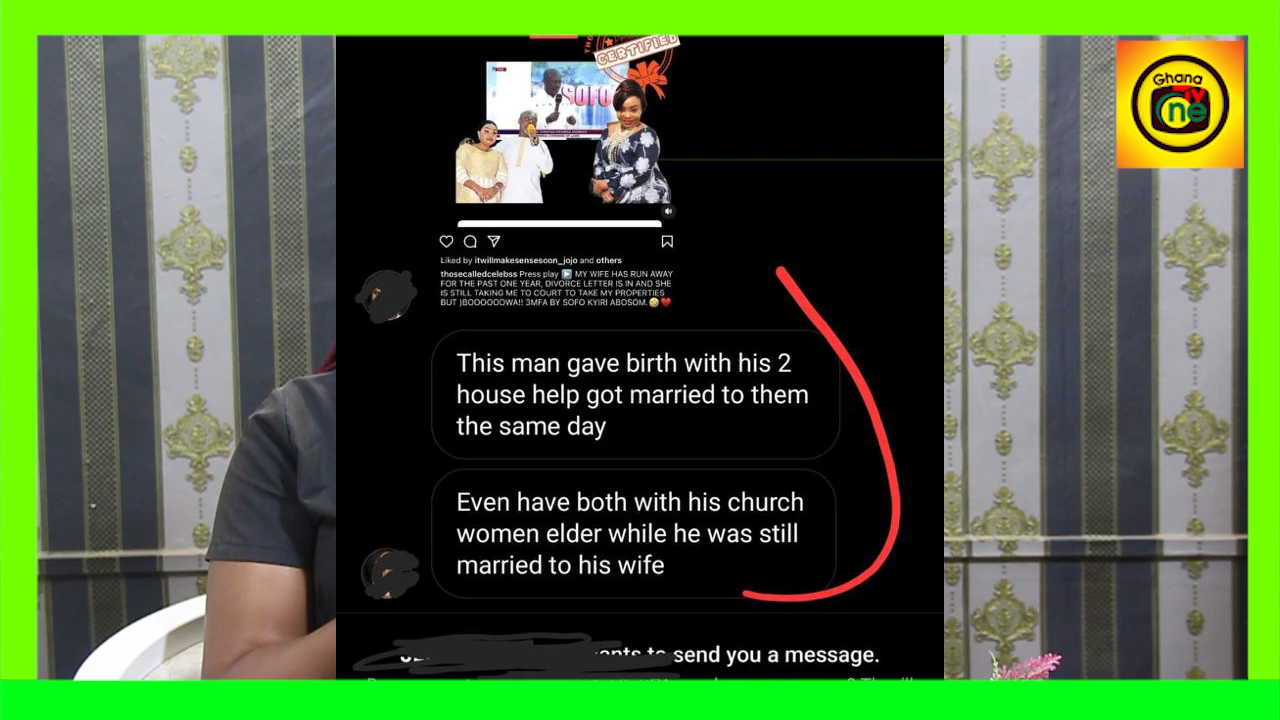 CERTIFIED
SOFO
Ghana
TV
One
Liked by itwillmakesensesoon_jojo and others
thosecalledcelebss Press play ▶️ MY WIFE HAS RUN AWAY
FOR THE PAST ONE YEAR, DIVORCE LETTER IS IN AND SHE
IS STILL TAKING ME TO COURT TO TAKE MY PROPERTIES
BUT )BOOOOOOWA!! 3MFA BY SOFO KYIRI ABOSOM.🤣❤️
This man gave birth with his 2
house help got married to them
the same day
Even have both with his church
women elder while he was still
married to his wife
to send you a message.